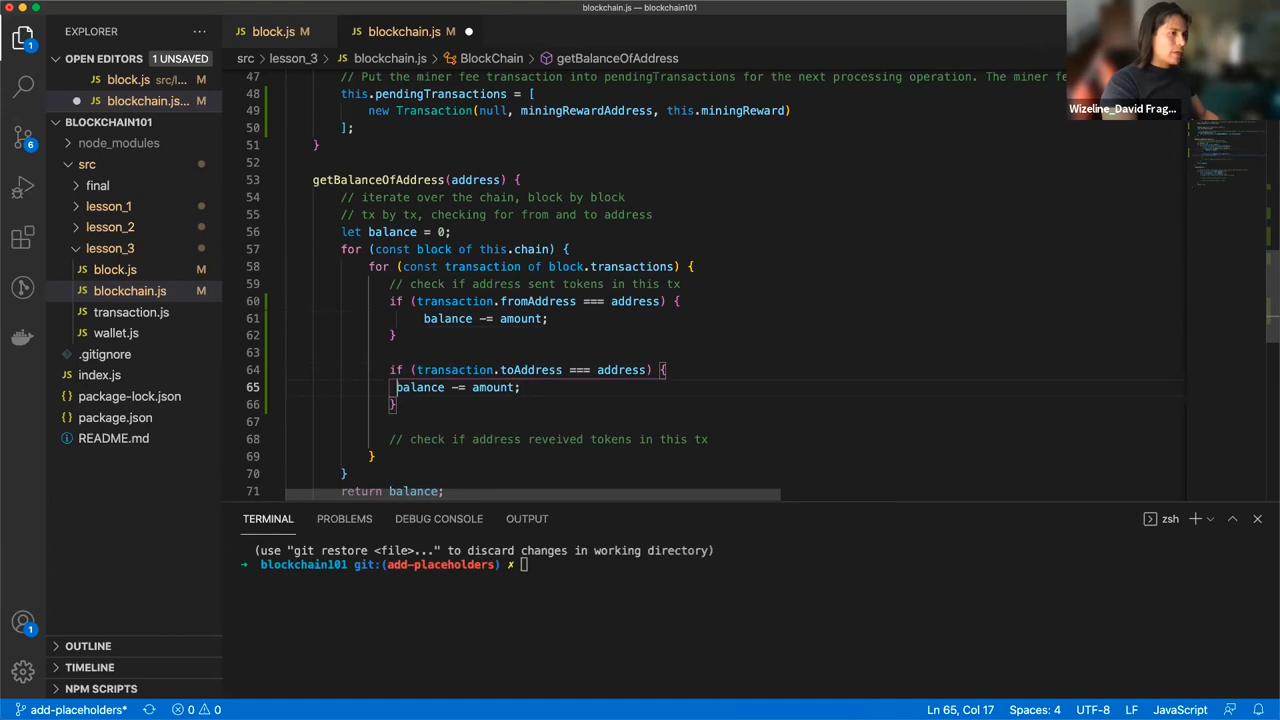 blockchain.js — blockchain101
EXPLORER
block.js M
blockchain.js M
OPEN EDITORS 1 UNSAVED
block.js src/l... M
blockchain.js... M
BLOCKCHAIN101
node_modules
src
final
lesson_1
lesson_2
lesson_3
block.js M
blockchain.js M
transaction.js
wallet.js
.gitignore
index.js
package-lock.json
package.json
README.md
OUTLINE
TIMELINE
NPM SCRIPTS
1
6
1
src > lesson_3 > blockchain.js > BlockChain > getBalanceOfAddress
47 // Put the miner fee transaction into pendingTransactions for the next processing operation. The miner fe
48 this.pendingTransactions = [
49 new Transaction(null, miningRewardAddress, this.miningReward)
50 ];
51 }
52
53 getBalanceOfAddress(address) {
54 // iterate over the chain, block by block
55 // tx by tx, checking for from and to address
56 let balance = 0;
57 for (const block of this.chain) {
58 for (const transaction of block.transactions) {
59 // check if address sent tokens in this tx
60 if (transaction.fromAddress === address) {
61 balance -= amount;
62 }
63
64 if (transaction.toAddress === address) {
65 balance -= amount;
66 }
67
68 // check if address reveived tokens in this tx
69 }
70 }
71 return balance;
Wizeline_David Frag...
TERMINAL PROBLEMS DEBUG CONSOLE OUTPUT
zsh
(use "git restore <file>..." to discard changes in working directory)
➜ blockchain101 git:(add-placeholders) ✗
add-placeholders* 0 0
Ln 65, Col 17 Spaces: 4 UTF-8 LF JavaScript